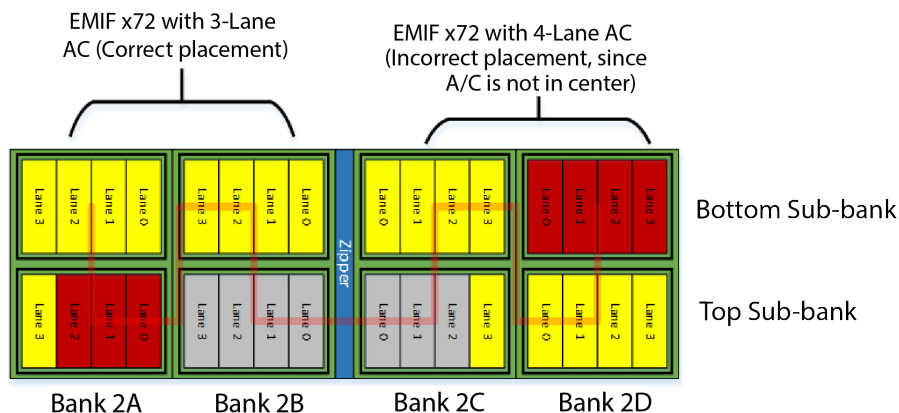 EMIF x72 with 3-Lane
AC (Correct placement)
EMIF x72 with 4-Lane AC
(Incorrect placement, since
A/C is not in center)
Lane 3
Lane 2
Lane 1
Lane 0
Lane 3
Lane 2
Lane 1
Lane 0
Zipper
Lane 0
Lane 1
Lane 2
Lane 3
Lane 0
Lane 1
Lane 2
Lane 3
Bottom Sub-bank
Lane 3
Lane 2
Lane 1
Lane 0
Lane 3
Lane 2
Lane 1
Lane 0
Lane 0
Lane 1
Lane 2
Lane 3
Lane 0
Lane 1
Lane 2
Lane 3
Top Sub-bank
Bank 2A
Bank 2B
Bank 2C
Bank 2D